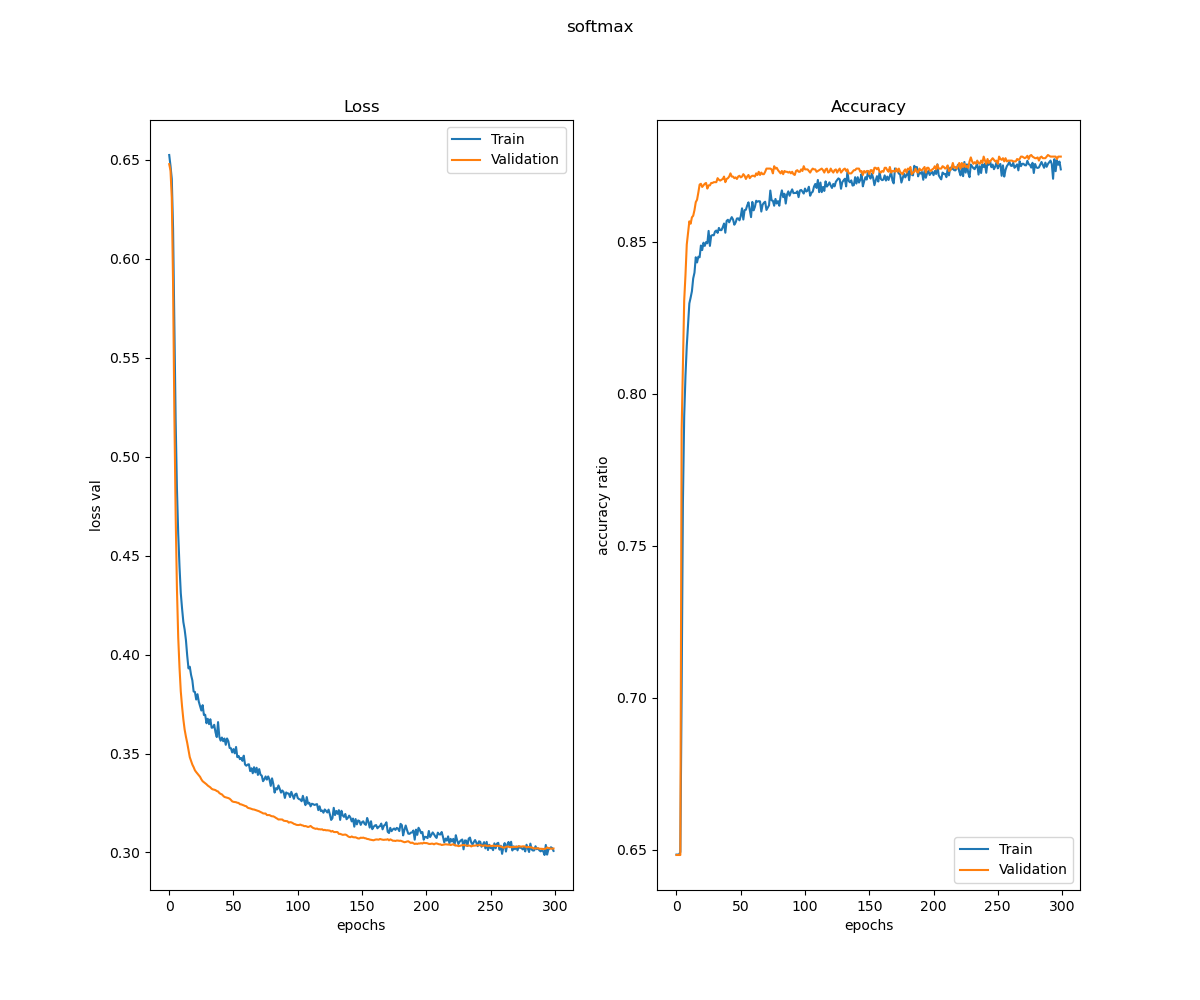 softmax
Loss
Train
Validation
0.65
0.60
0.55
0.50
0.45
0.40
0.35
0.30
loss val
0 50 100 150 200 250 300
epochs
Accuracy
0.85
0.80
0.75
0.70
0.65
accuracy ratio
Train
Validation
0 50 100 150 200 250 300
epochs